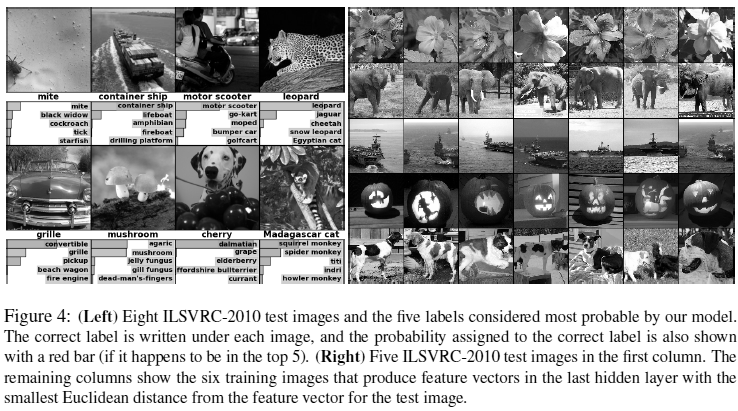 mite
container ship
motor scooter
leopard
mite
black widow
cockroach
tick
starfish
container ship
lifeboat
amphibian
fireboat
drilling platform
motor scooter
go-kart
moped
bumper car
golfcart
leopard
jaguar
cheetah
snow leopard
Egyptian cat
grille
mushroom
cherry
Madagascar cat
convertible
grille
pickup
beach wagon
fire engine
agaric
mushroom
jelly fungus
gill fungus
dead-man's-fingers
dalmatian
grape
elderberry
ffordshire bullterrier
currant
squirrel monkey
spider monkey
titi
indri
howler monkey
Figure 4: (Left) Eight ILSVRC-2010 test images and the five labels considered most probable by our model.
The correct label is written under each image, and the probability assigned to the correct label is also shown
with a red bar (if it happens to be in the top 5). (Right) Five ILSVRC-2010 test images in the first column. The
remaining columns show the six training images that produce feature vectors in the last hidden layer with the
smallest Euclidean distance from the feature vector for the test image.